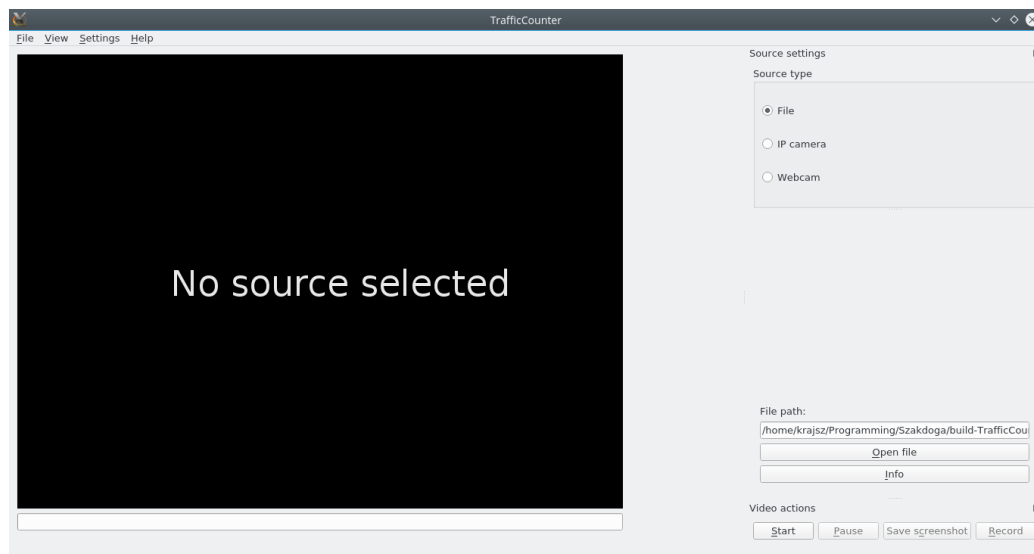 TrafficCounter
File View Settings Help
Source settings
Source type
File
IP camera
Webcam
No source selected
File path:
/home/krajsz/Programming/Szakdoga/build-TrafficCou
Open file
Info
Video actions
Start Pause Save screenshot Record